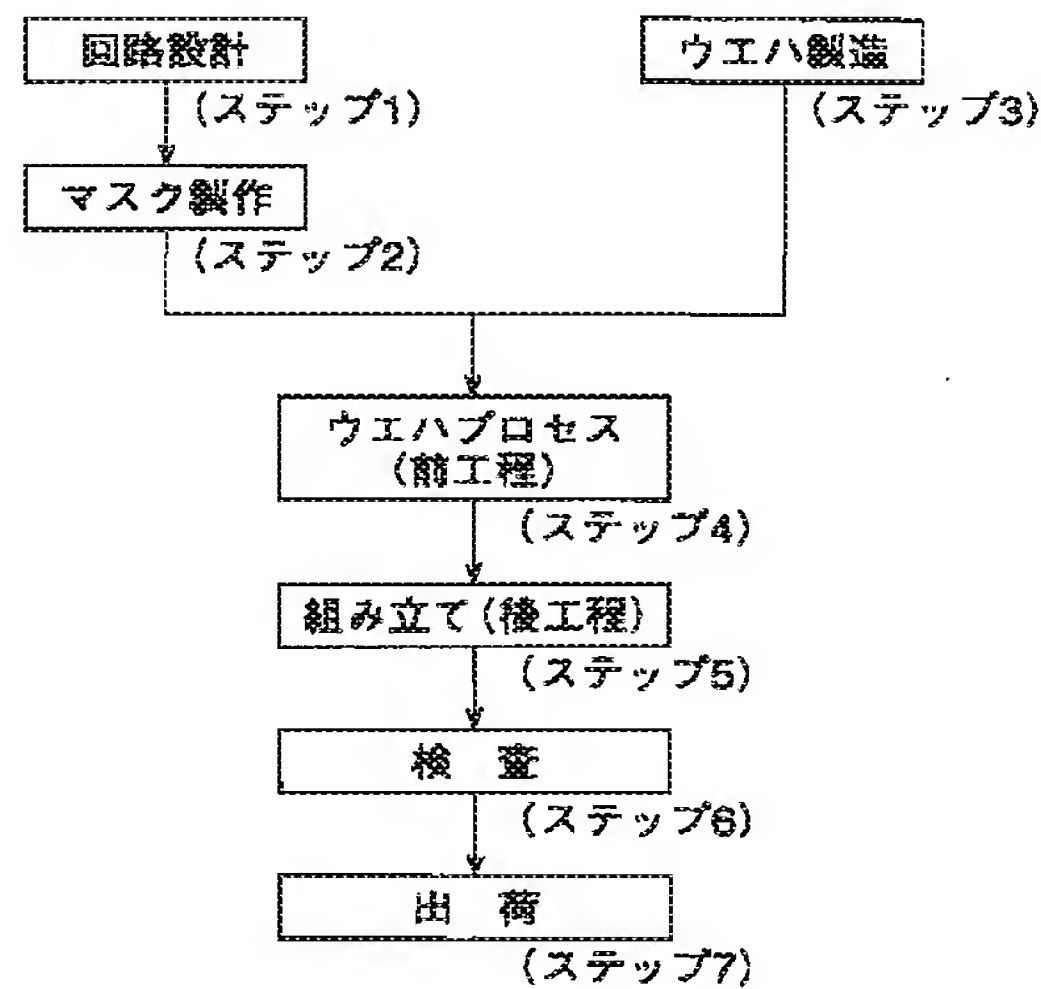 回路設計
(ステップ1)
マスク製作
(ステップ2)
ウエハ製造
(ステップ3)
ウエハプロセス
(前工程)
(ステップ4)
組み立て(後工程)
(ステップ5)
検 査
(ステップ6)
出 荷
(ステップ7)